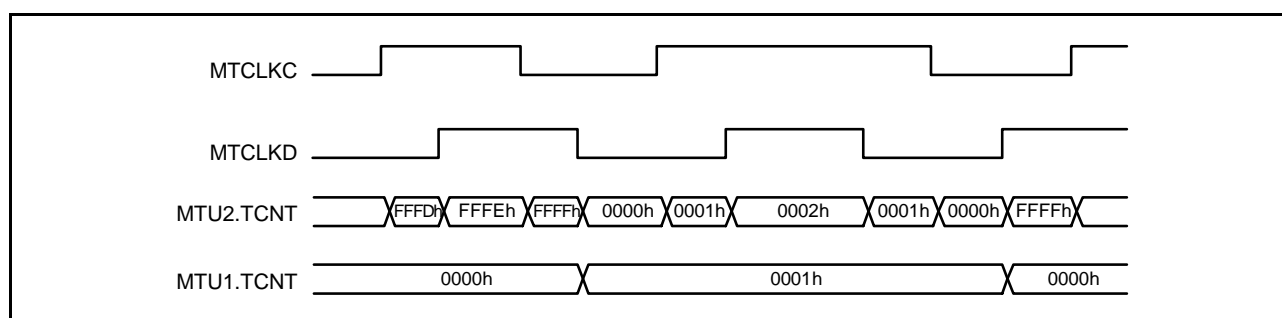 MTCLKC
MTCLKD
MTU2.TCNT FFFDh FFFEh FFFFh 0000h 0001h 0002h 0001h 0000h FFFFh
MTU1.TCNT 0000h 0001h 0000h